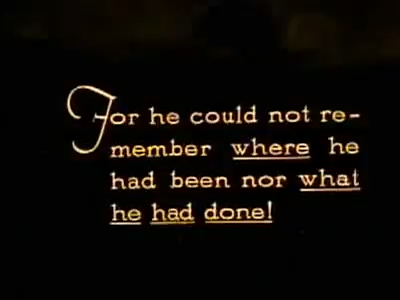 For he could not re-
member where he
had been nor what
he had done!